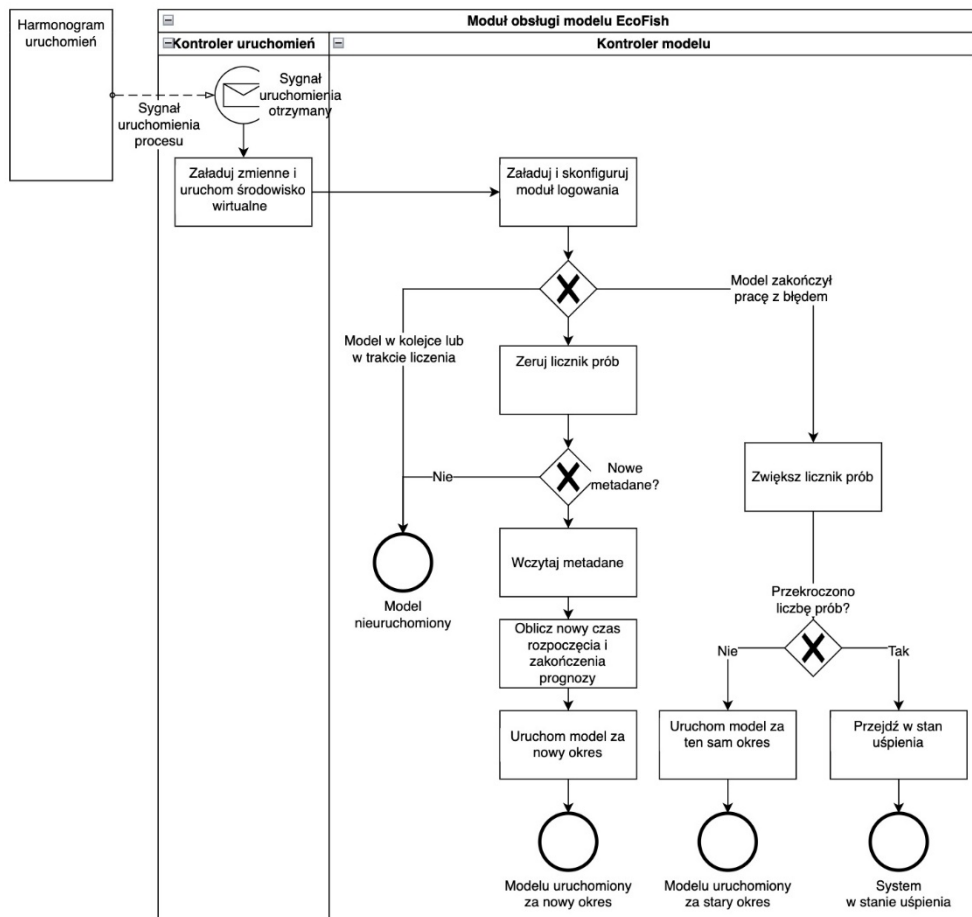 Harmonogram
uruchomień
Moduł obsługi modelu EcoFish
Kontroler uruchomień
Kontroler modelu
Sygnał
uruchomienia
procesu
Sygnał
uruchomienia
otrzymany
Załaduj zmienne i
uruchom środowisko
wirtualne
Załaduj i skonfiguruj
moduł logowania
Model zakończył
pracę z błędem
Model w kolejce lub
w trakcie liczenia
Zeruj licznik prób
Nowe
metadane?
Nie
Zwiększ licznik prób
Wczytaj metadane
Model
nieuruchomiony
Przekroczono
liczbę prób?
Oblicz nowy czas
rozpoczęcia i
zakończenia
prognozy
Nie
Tak
Uruchom model za
nowy okres
Uruchom model za
ten sam okres
Przejdź w stan
uśpienia
Modelu uruchomiony
za nowy okres
Modelu uruchomiony
za stary okres
System
w stanie uśpienia